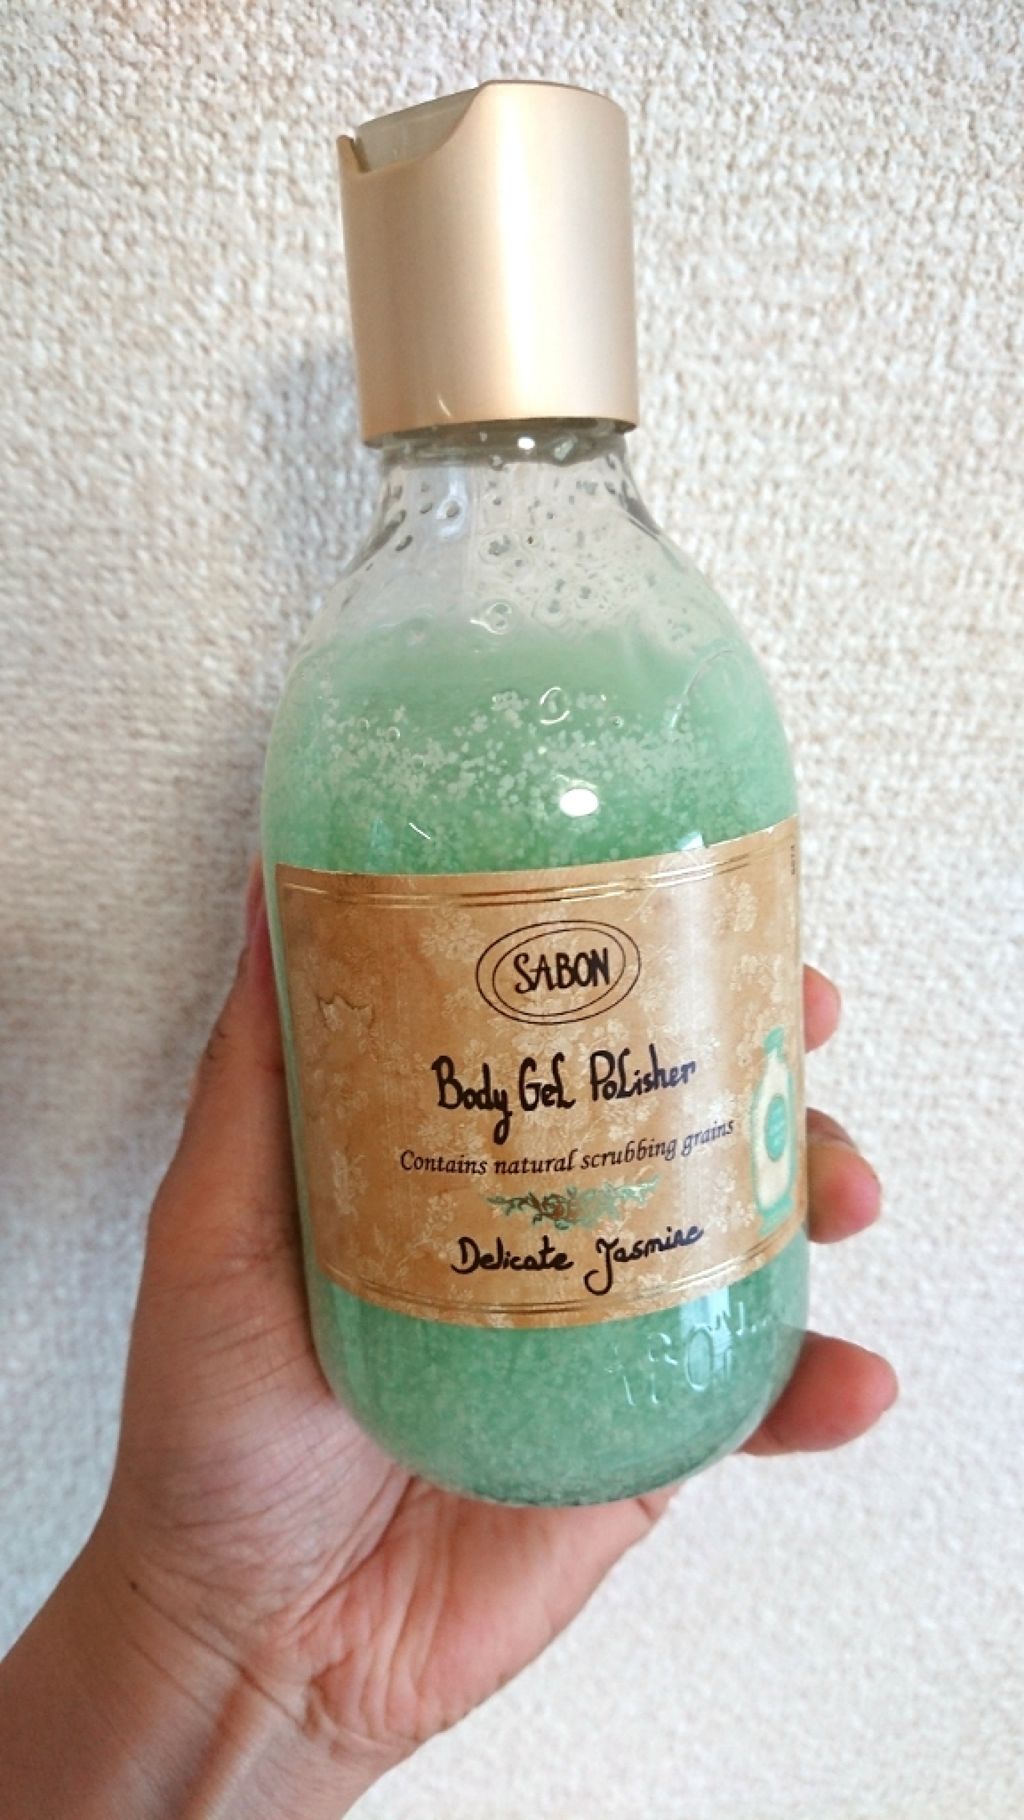 SABON
Body Gel Polisher
Contains natural scrubbing grains
Delicate Jasmine